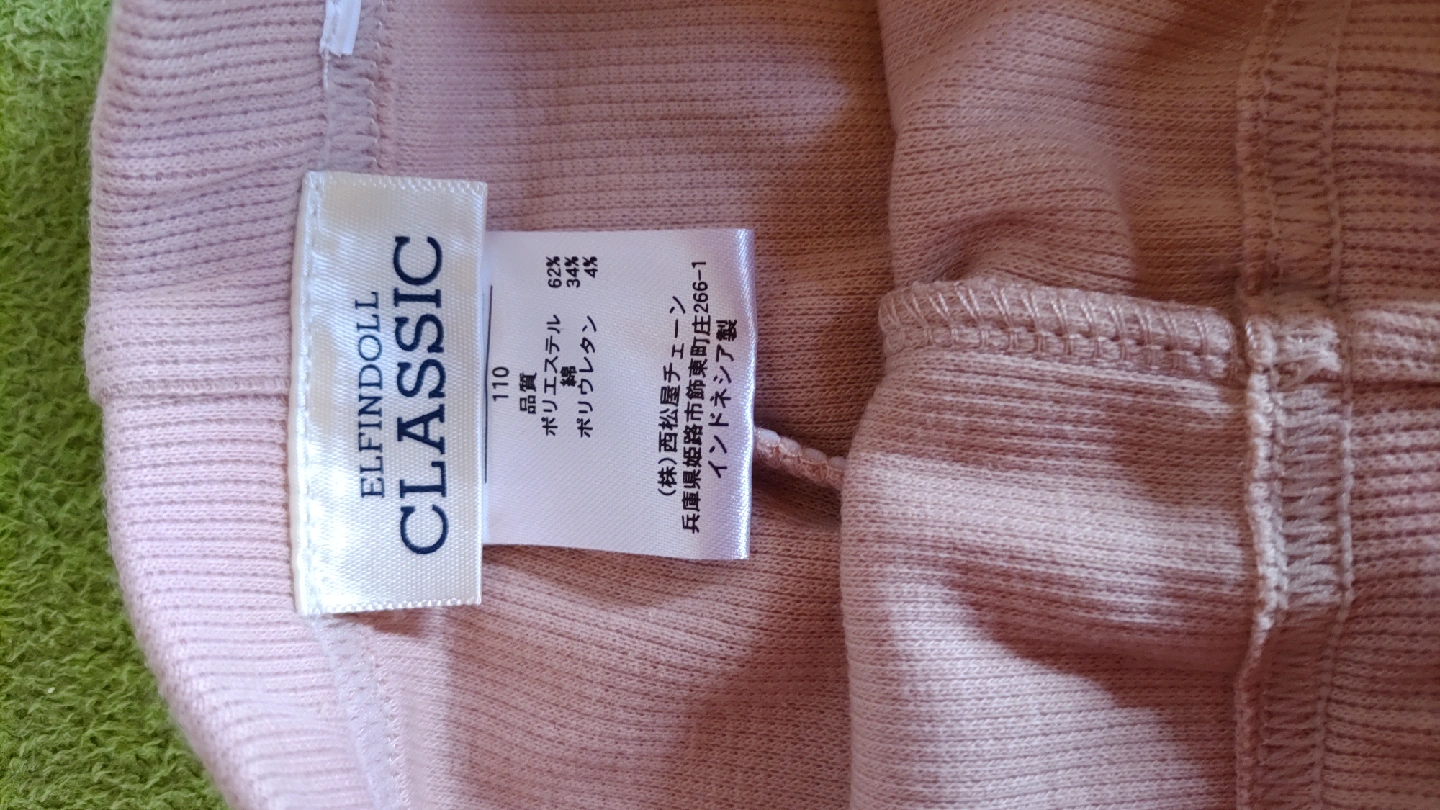 ELFINDOLL
CLASSIC
110
品質
ポリエステル 62%
綿 34%
ポリウレタン 4%
(株)西松屋チェーン
兵庫県姫路市飾東町庄266-1
インドネシア製